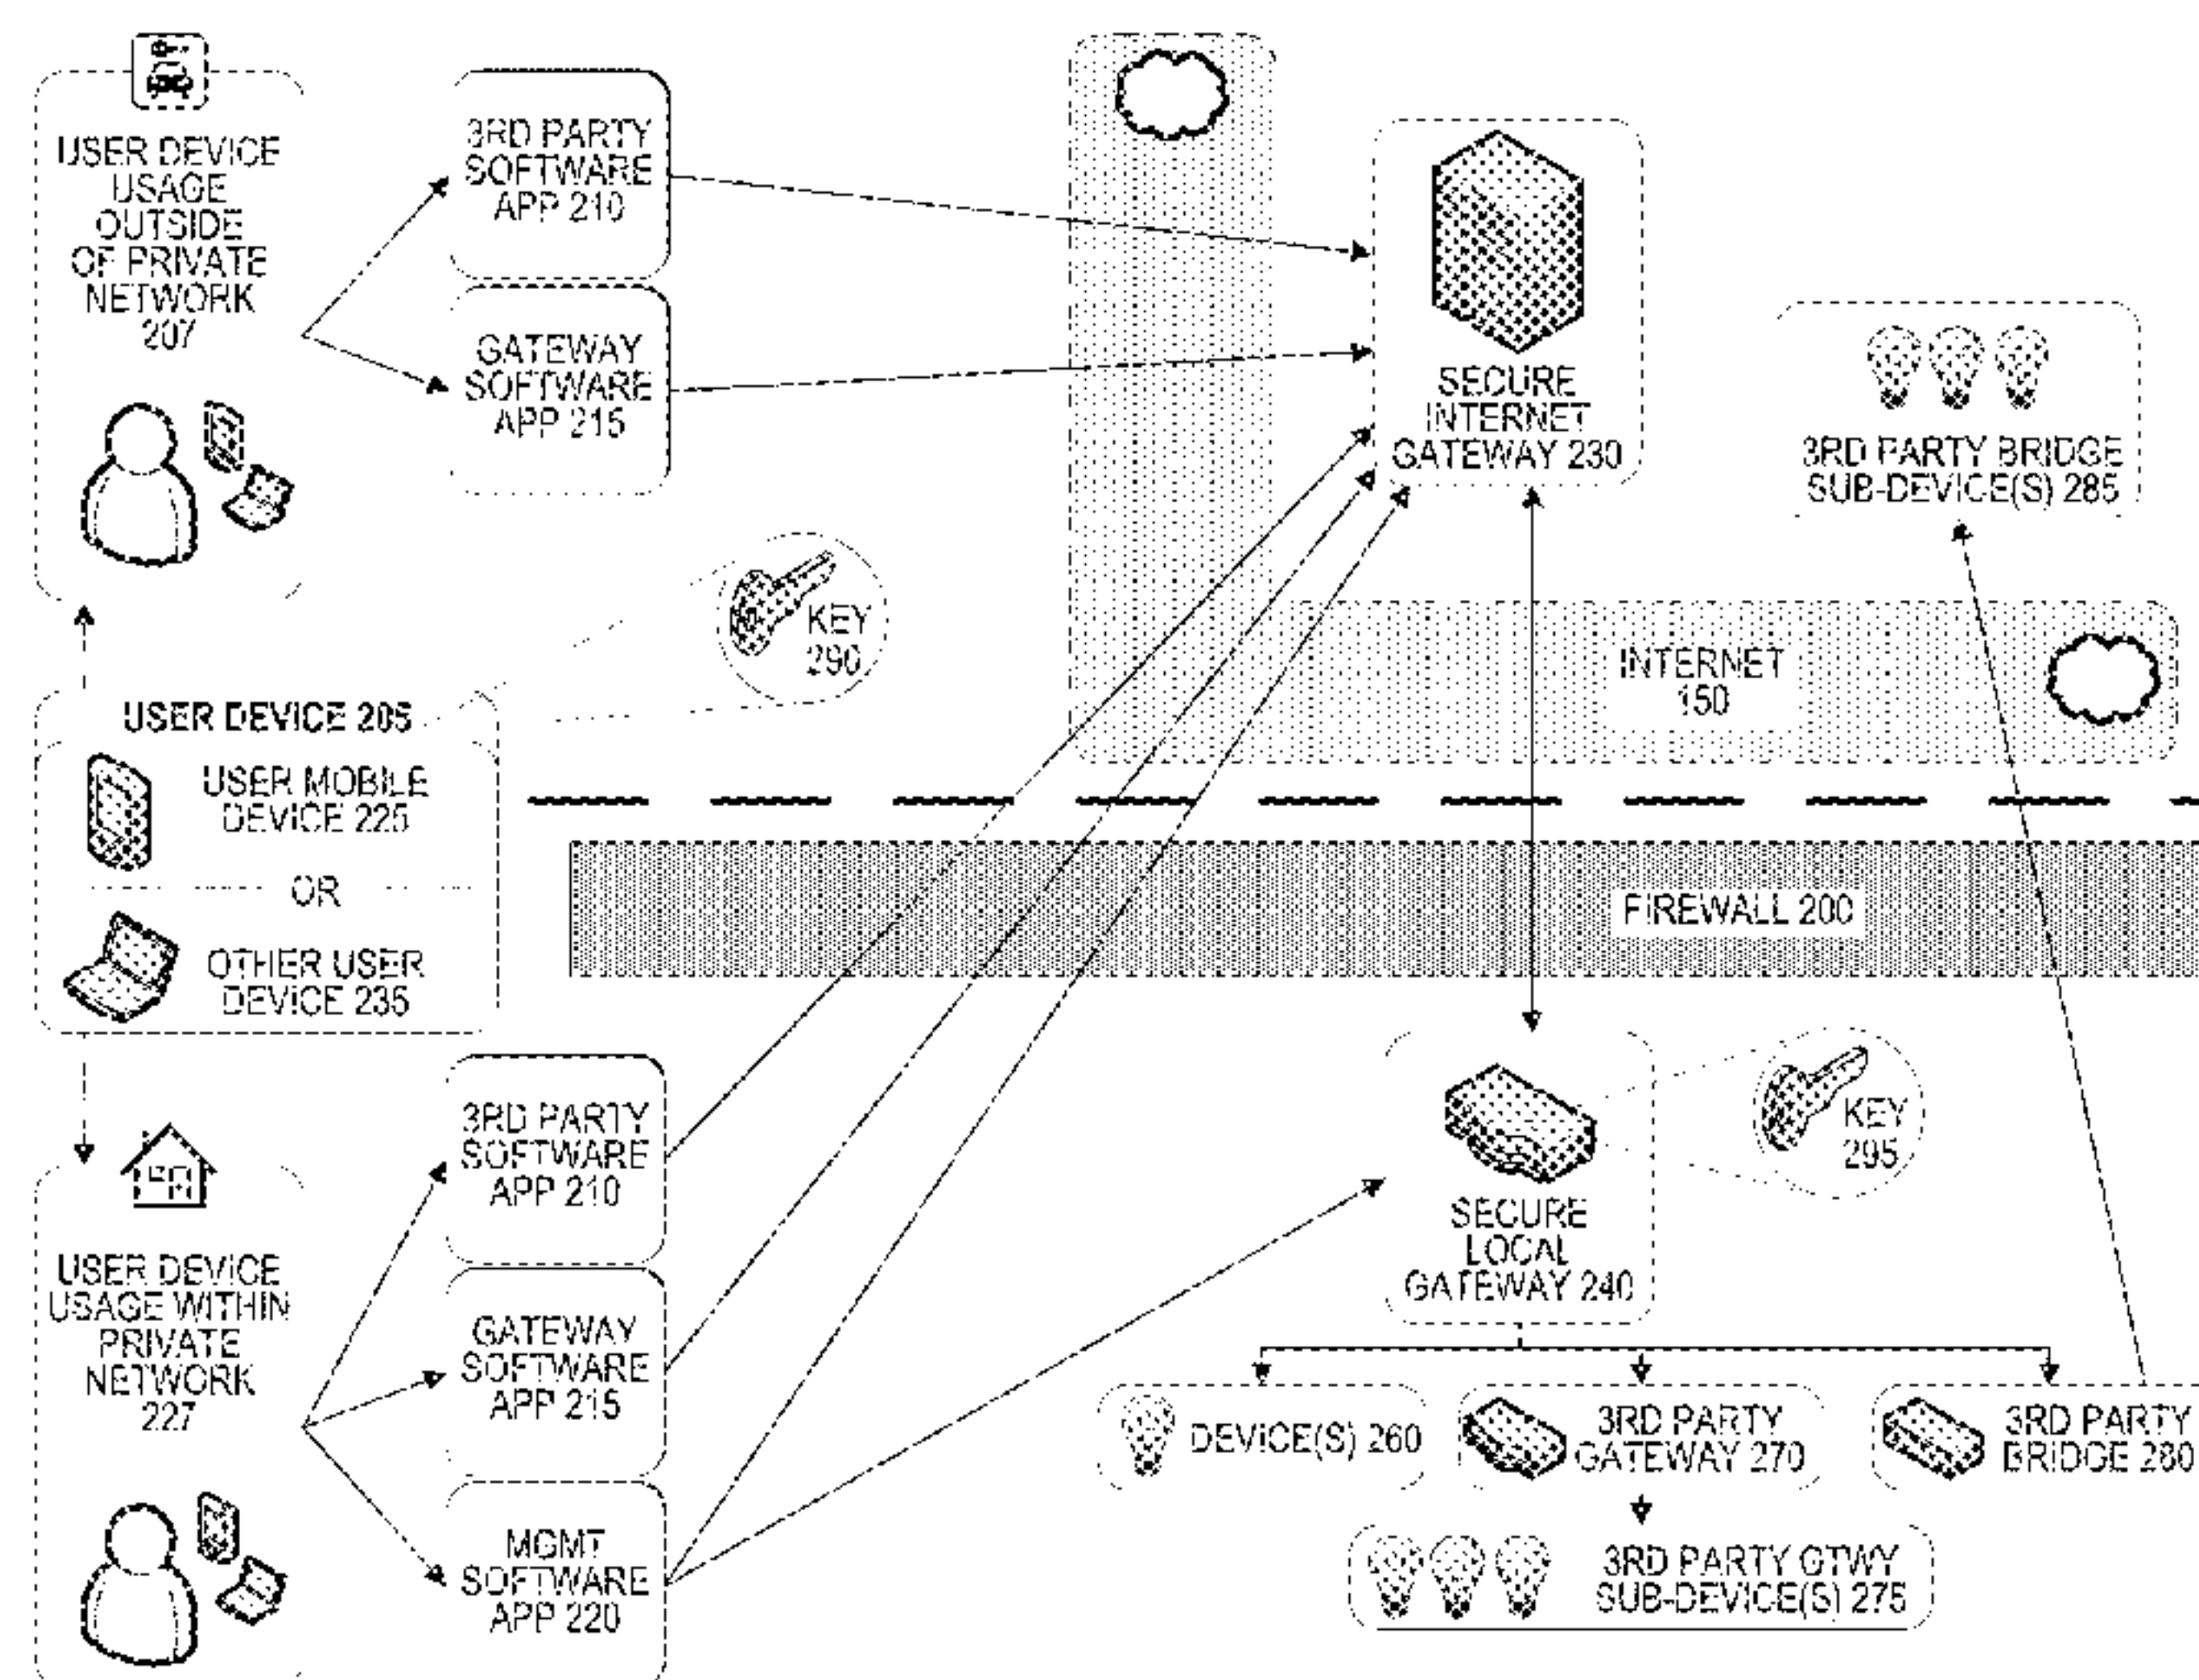 USER DEVICE
USAGE
OUTSIDE
OF PRIVATE
NETWORK
207
3RD PARTY
SOFTWARE
APP 210
GATEWAY
SOFTWARE
APP 215
SECURE
INTERNET
GATEWAY 230
3RD PARTY BRIDGE
SUB-DEVICE(S) 285
KEY
290
INTERNET
150
USER DEVICE 205
USER MOBILE
DEVICE 225
OR
OTHER USER
DEVICE 235
FIREWALL 200
USER DEVICE
USAGE WITHIN
PRIVATE
NETWORK
227
3RD PARTY
SOFTWARE
APP 210
GATEWAY
SOFTWARE
APP 215
MGMT
SOFTWARE
APP 220
SECURE
LOCAL
GATEWAY 240
KEY
295
DEVICE(S) 260
3RD PARTY
GATEWAY 270
3RD PARTY
BRIDGE 280
3RD PARTY GTWY
SUB-DEVICE(S) 275